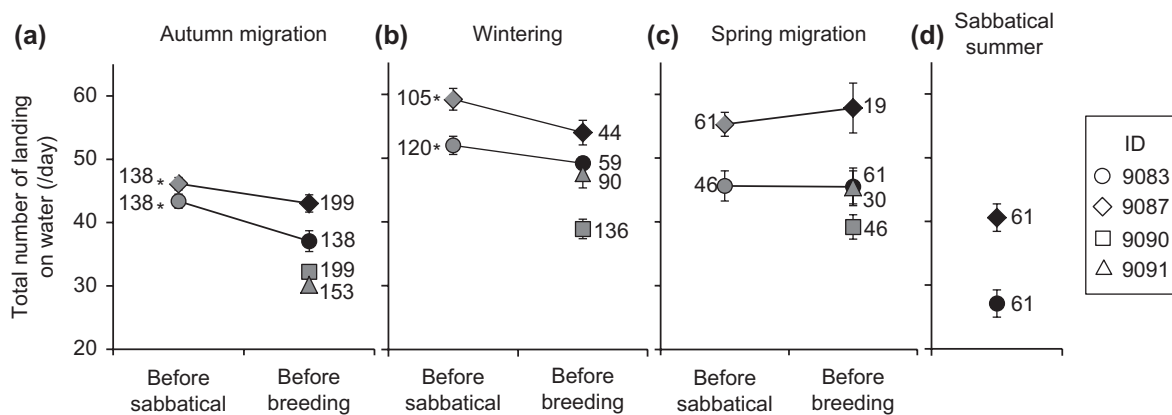 (a) Autumn migration
(b) Wintering
(c) Spring migration
(d) Sabbatical
summer
Total number of landing
on water (/day)
60
50
40
30
20
138*
138*
199
138
199
153
Before
sabbatical
Before
breeding
105*
120*
44
59
90
136
Before
sabbatical
Before
breeding
61
46
19
61
30
46
Before
sabbatical
Before
breeding
61
61
ID
9083
9087
9090
9091